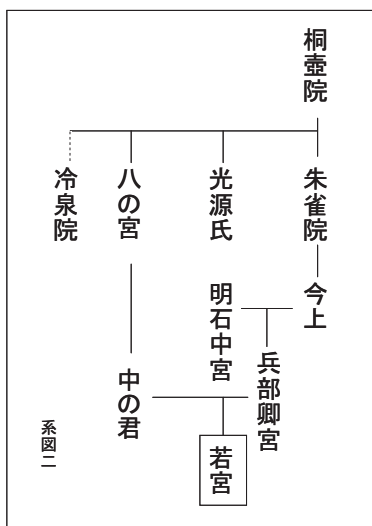 桐壺院
朱雀院
光源氏
八の宮
冷泉院
今上
明石中宮
兵部卿宮
中の君
若宮
系図二